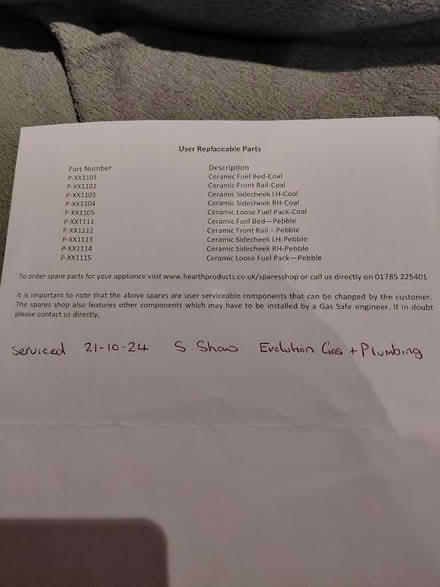 User Replaceable Parts
Part Number Description
P-XX1101 Ceramic Fuel Bed-Coal
P-XX1102 Ceramic Front Rail-Coal
P-XX1103 Ceramic Sidecheek LH-Coal
P-XX1104 Ceramic Sidecheek RH-Coal
P-XX1105 Ceramic Loose Fuel Pack-Coal
P-XX1111 Ceramic Fuel Bed—Pebble
P-XX1112 Ceramic Front Rail – Pebble
P-XX1113 Ceramic Sidecheek LH-Pebble
P-XX1114 Ceramic Sidecheek RH-Pebble
P-XX1115 Ceramic Loose Fuel Pack—Pebble
To order spare parts for your appliance visit www.hearthproducts.co.uk/sparesshop or call us directly on 01785 225401
It is important to note that the above spares are user serviceable components that can be changed by the customer.
The spares shop also features other components which may have to be installed by a Gas Safe engineer. If in doubt
please contact us directly.
Serviced 21-10-24 S. Shaw Evolution Gas + Plumbing